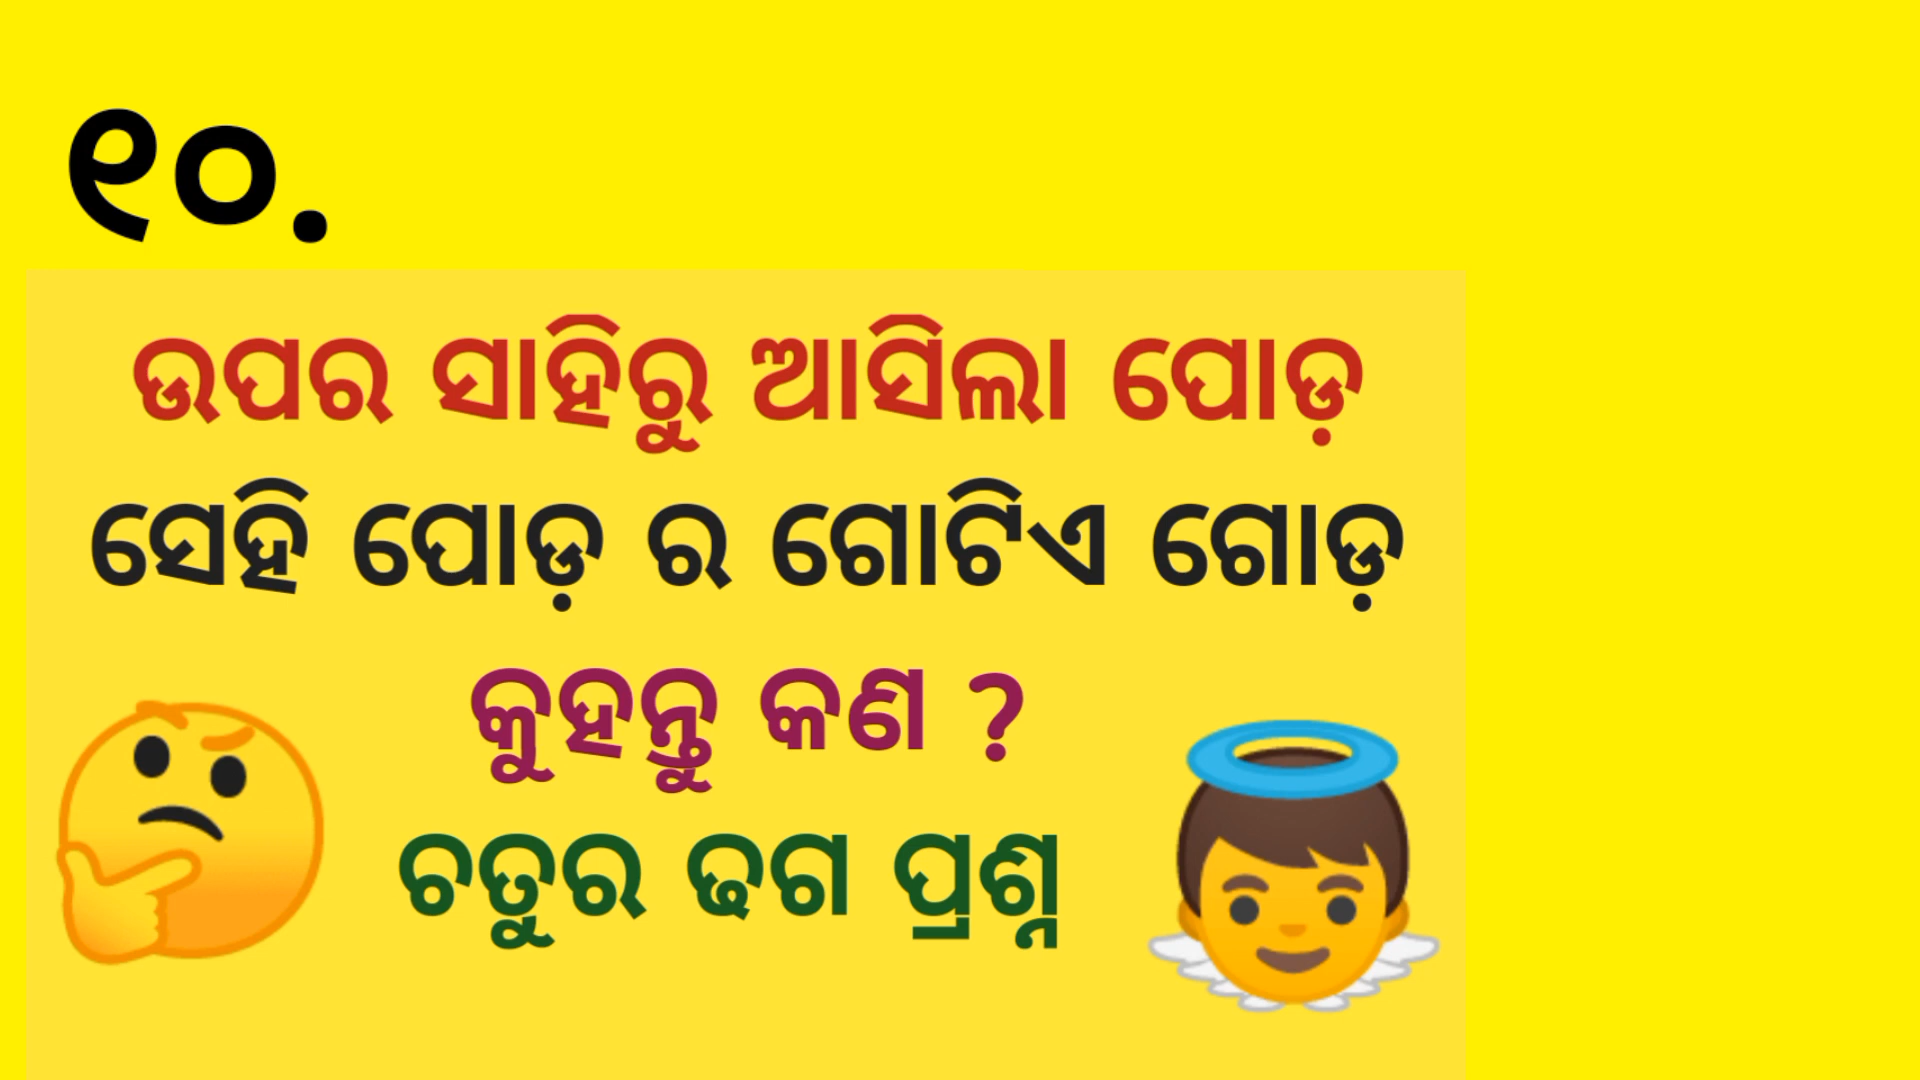 ୧୦.
ଉପର ସାହିରୁ ଆସିଲା ପୋଡ଼
ସେହି ପୋଡ଼ ର ଗୋଟିଏ ଗୋଡ଼
କୁହନ୍ତୁ କଣ ?
ଚତୁର ଢଗ ପ୍ରଶ୍ନ